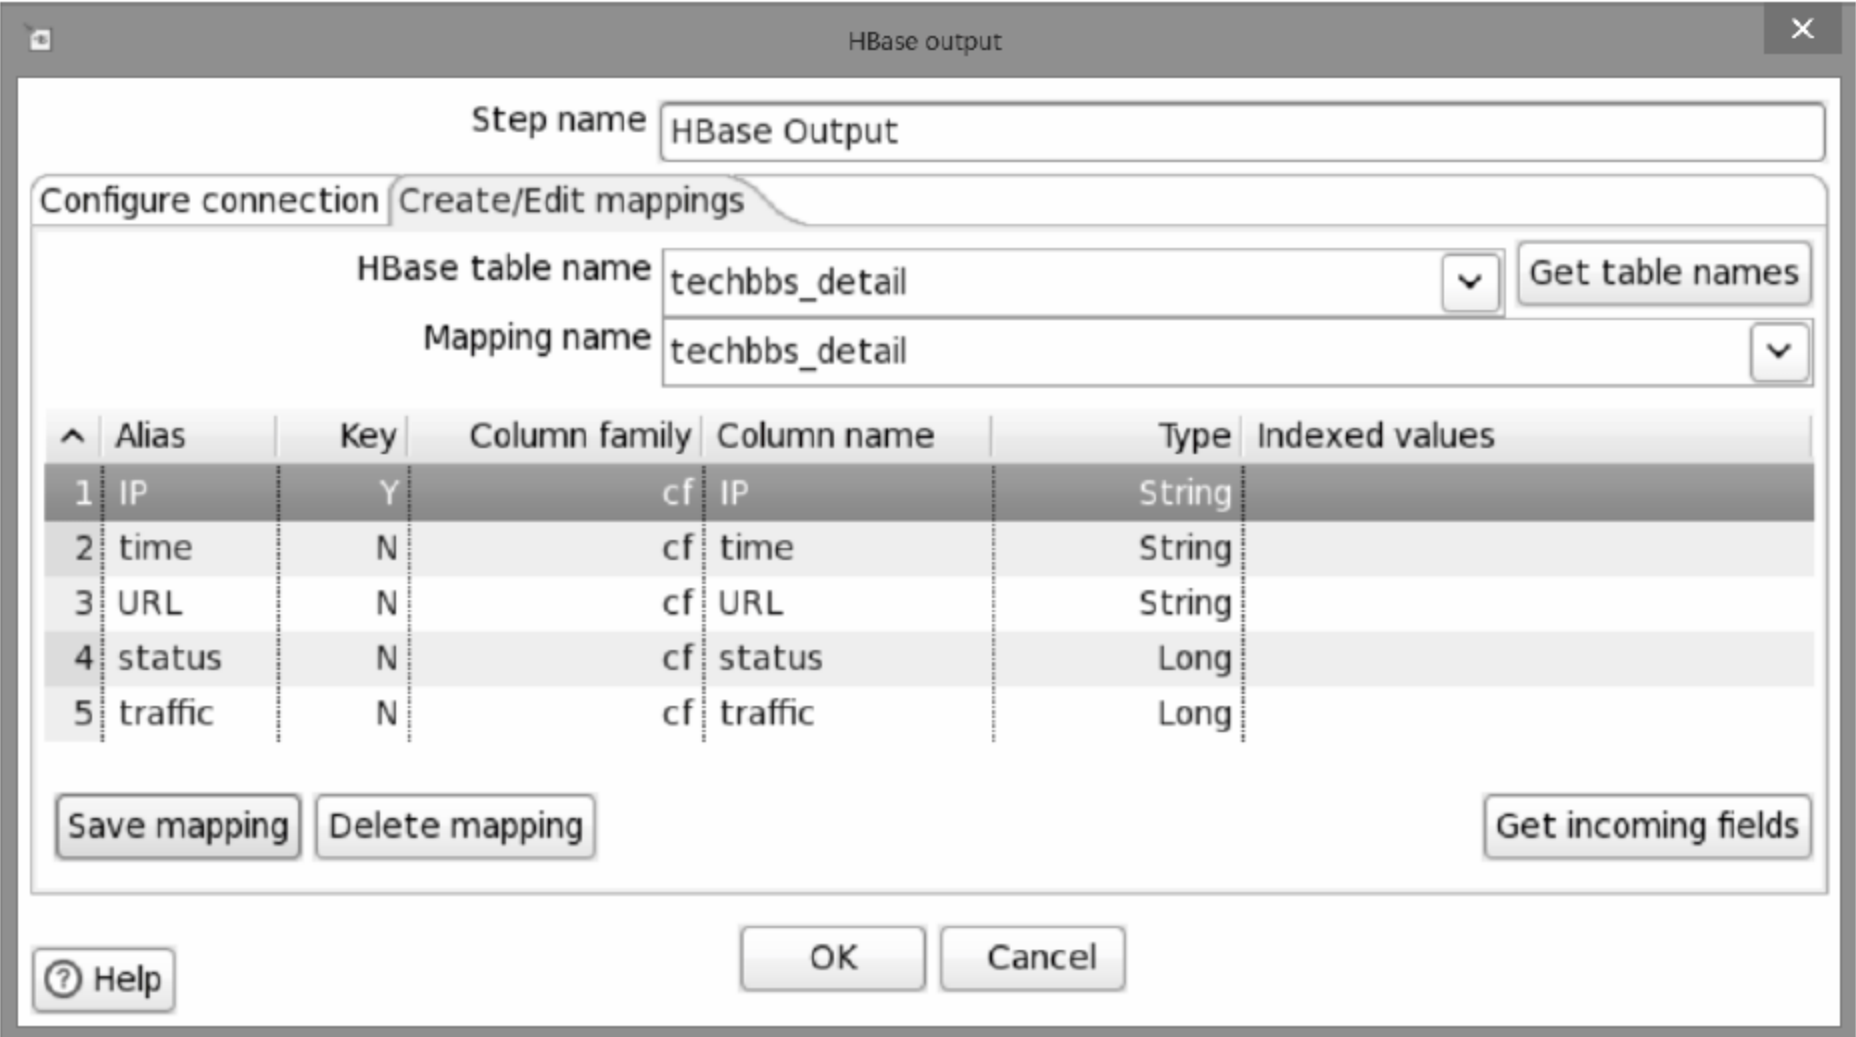 HBase output
Step name HBase Output
Configure connection Create/Edit mappings
HBase table name techbbs_detail Get table names
Mapping name techbbs_detail
Alias Key Column family Column name Type Indexed values
1 IP Y cf IP String
2 time N cf time String
3 URL N cf URL String
4 status N cf status Long
5 traffic N cf traffic Long
Save mapping Delete mapping Get incoming fields
OK Cancel
? Help